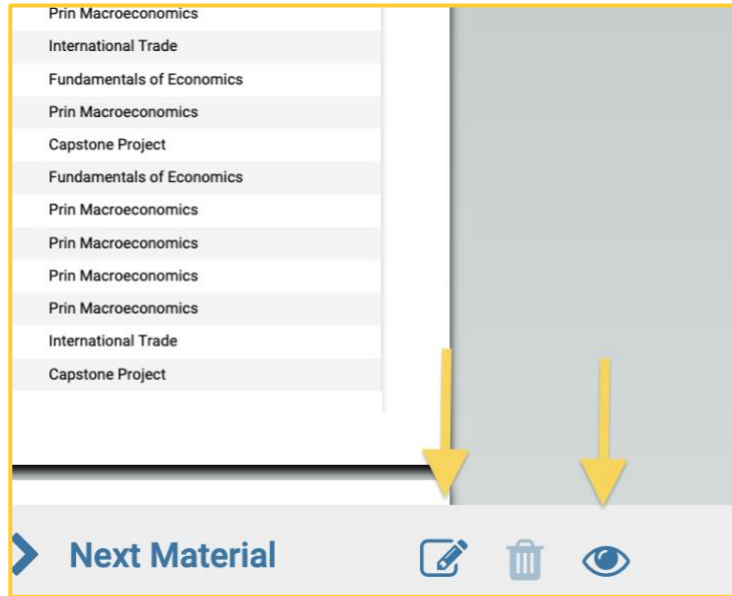 Prin Macroeconomics
International Trade
Fundamentals of Economics
Prin Macroeconomics
Capstone Project
Fundamentals of Economics
Prin Macroeconomics
Prin Macroeconomics
Prin Macroeconomics
Prin Macroeconomics
International Trade
Capstone Project
Next Material